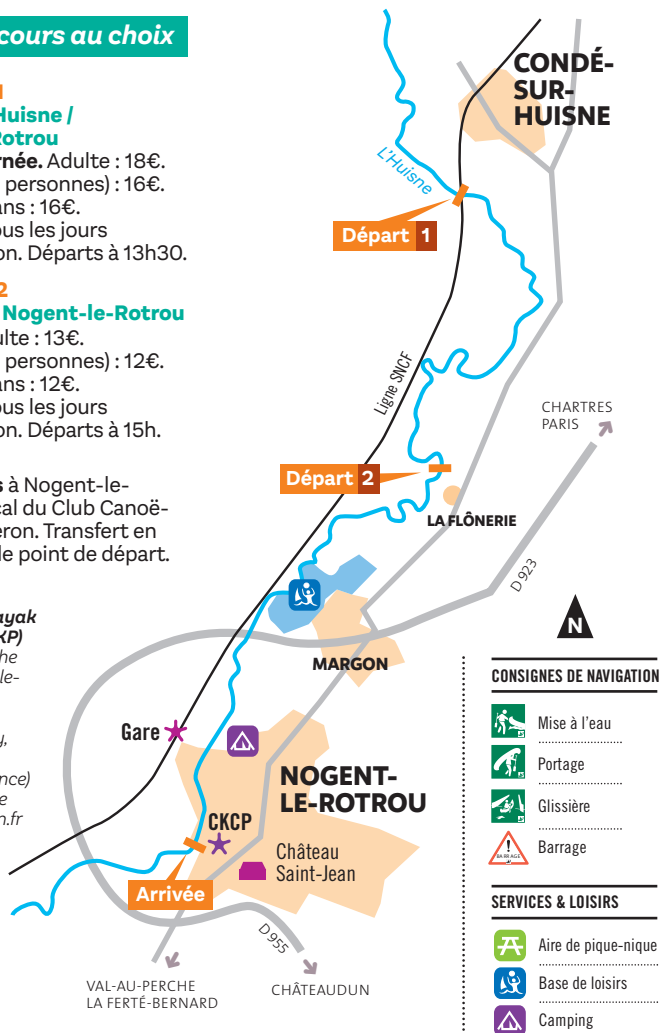 cours au choix
1
Huisne /
Rotrou
rnée. Adulte : 18€.
personnes) : 16€.
ans : 16€.
ous les jours
on. Départs à 13h30.
2
Nogent-le-Rotrou
ulte : 13€.
personnes) : 12€.
ans : 12€.
ous les jours
on. Départs à 15h.
s à Nogent-le-
cal du Club Canoë-
eron. Transfert en
le point de départ.
ayak
KP)
he
le-
y,
nce)
e
n.fr
CONDÉ-
SUR-
HUISNE
L'Huisne
Départ 1
Ligne SNCF
CHARTRES
PARIS
Départ 2
LA FLÔNERIE
D 923
MARGON
N
Gare
NOGENT-
LE-ROTROU
CKCP
Château
Saint-Jean
Arrivée
D 955
VAL-AU-PERCHE
LA FERTÉ-BERNARD
CHÂTEAUDUN
CONSIGNES DE NAVIGATION
Mise à l'eau
Portage
Glissière
BARRAGE
Barrage
SERVICES & LOISIRS
Aire de pique-nique
Base de loisirs
Camping